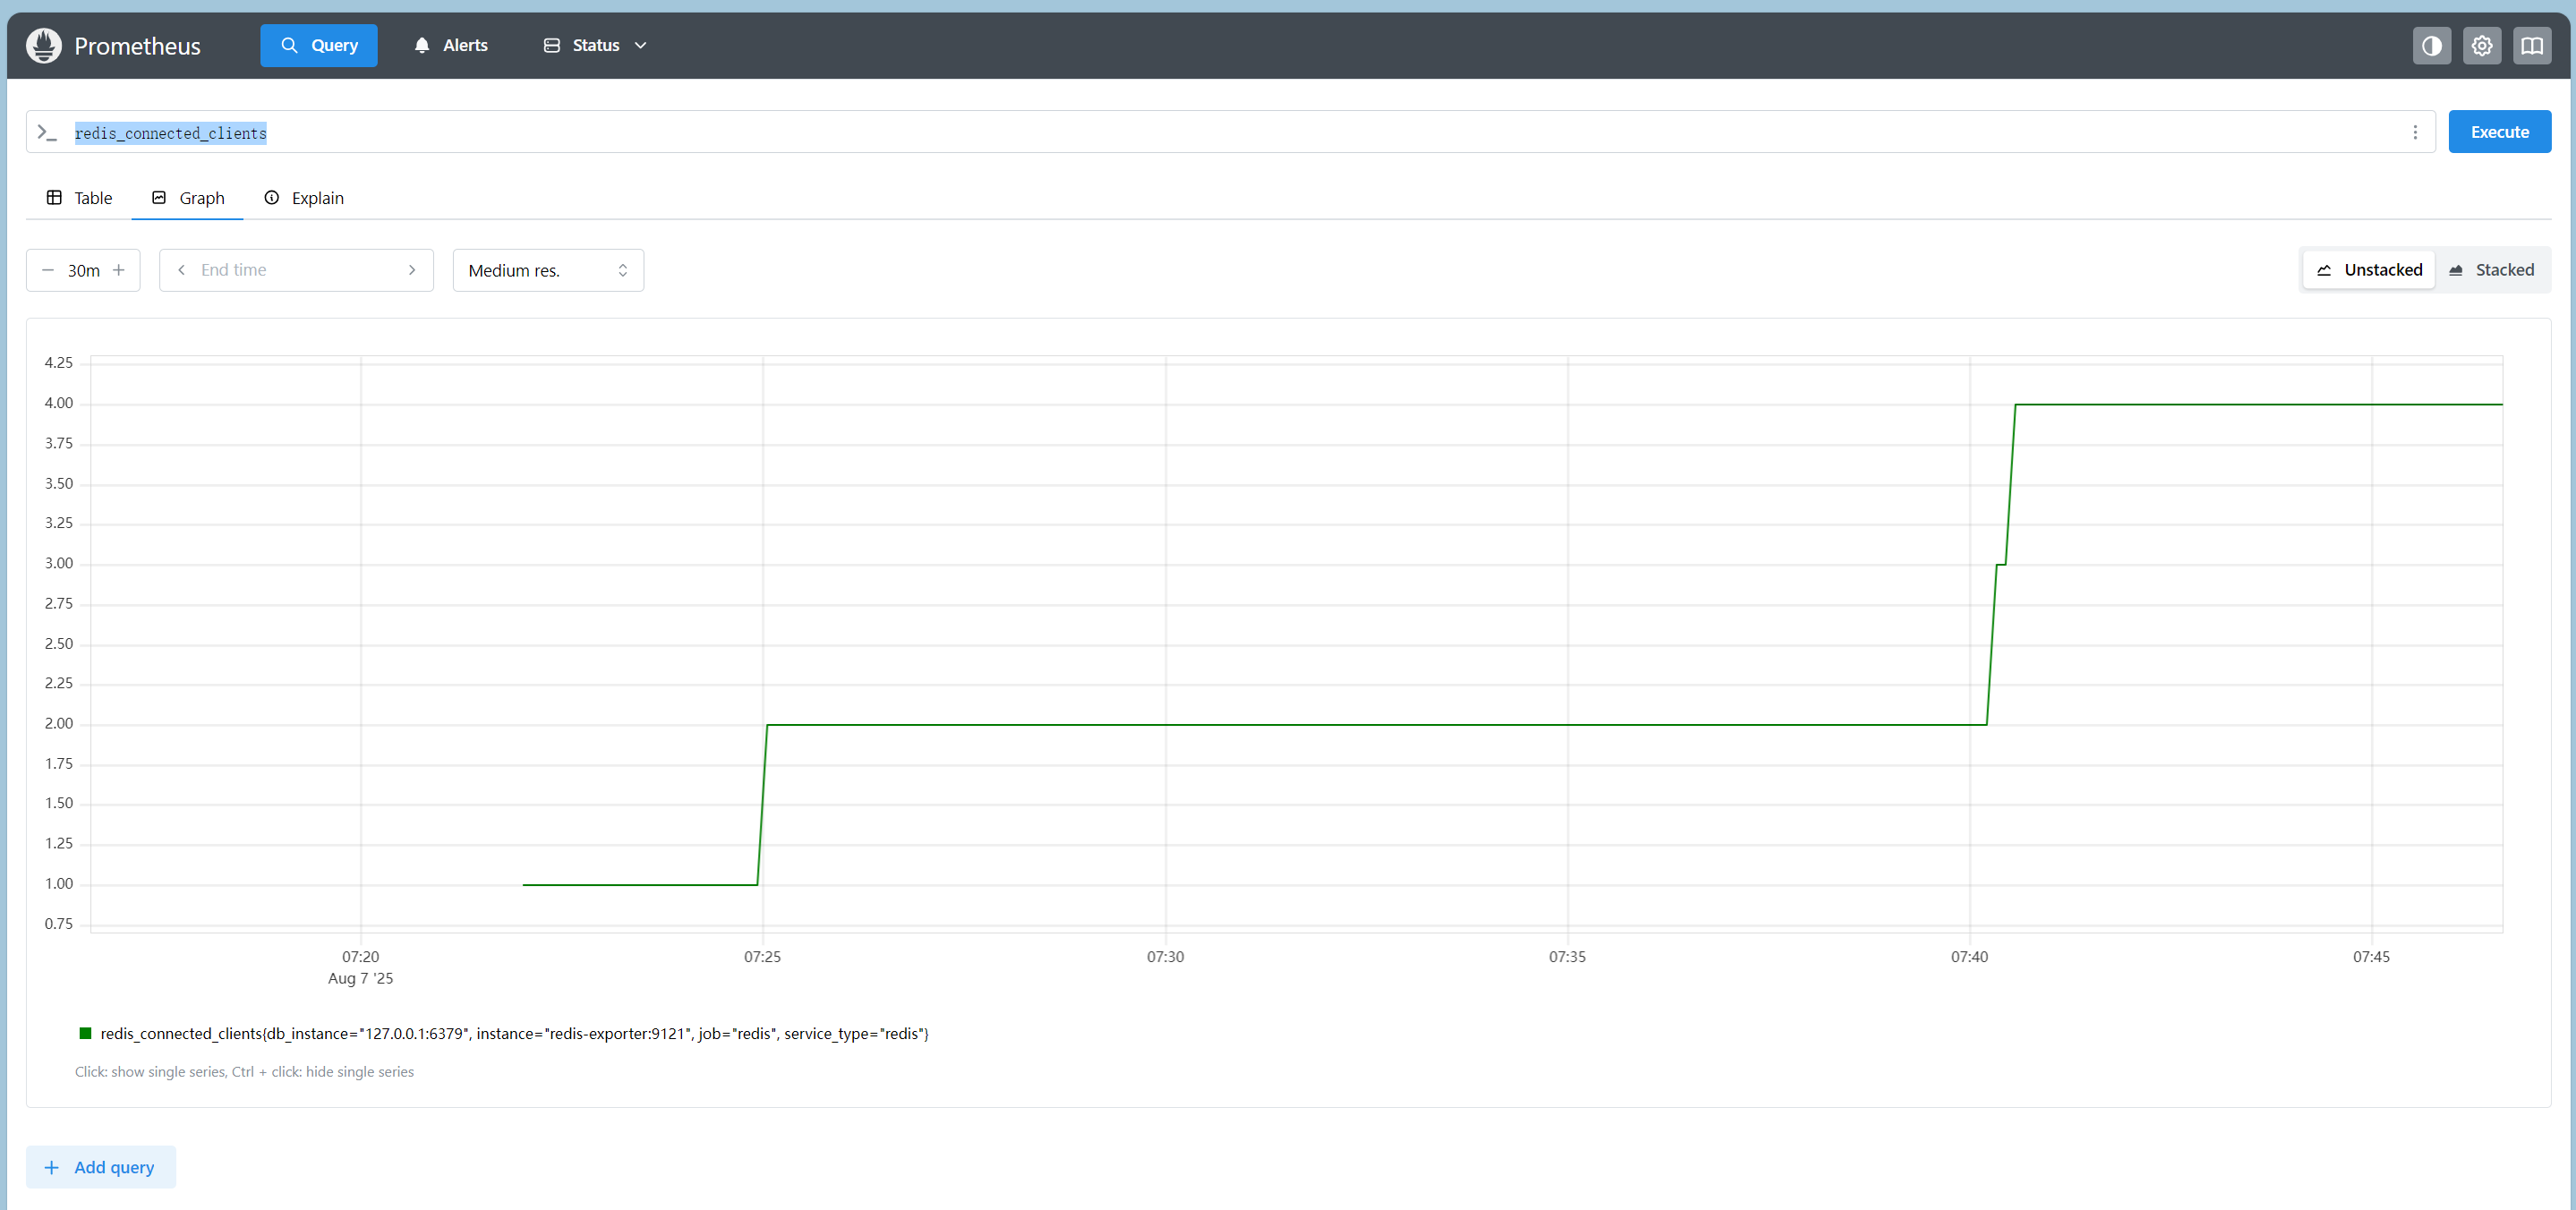 Prometheus
Query
Alerts
Status
redis_connected_clients
Execute
Table
Graph
Explain
30m
End time
Medium res.
Unstacked
Stacked
4.25
4.00
3.75
3.50
3.25
3.00
2.75
2.50
2.25
2.00
1.75
1.50
1.25
1.00
0.75
07:20
07:25
07:30
07:35
07:40
07:45
Aug 7 '25
redis_connected_clients{db_instance="127.0.0.1:6379", instance="redis-exporter:9121", job="redis", service_type="redis"}
Click: show single series, Ctrl + click: hide single series
Add query